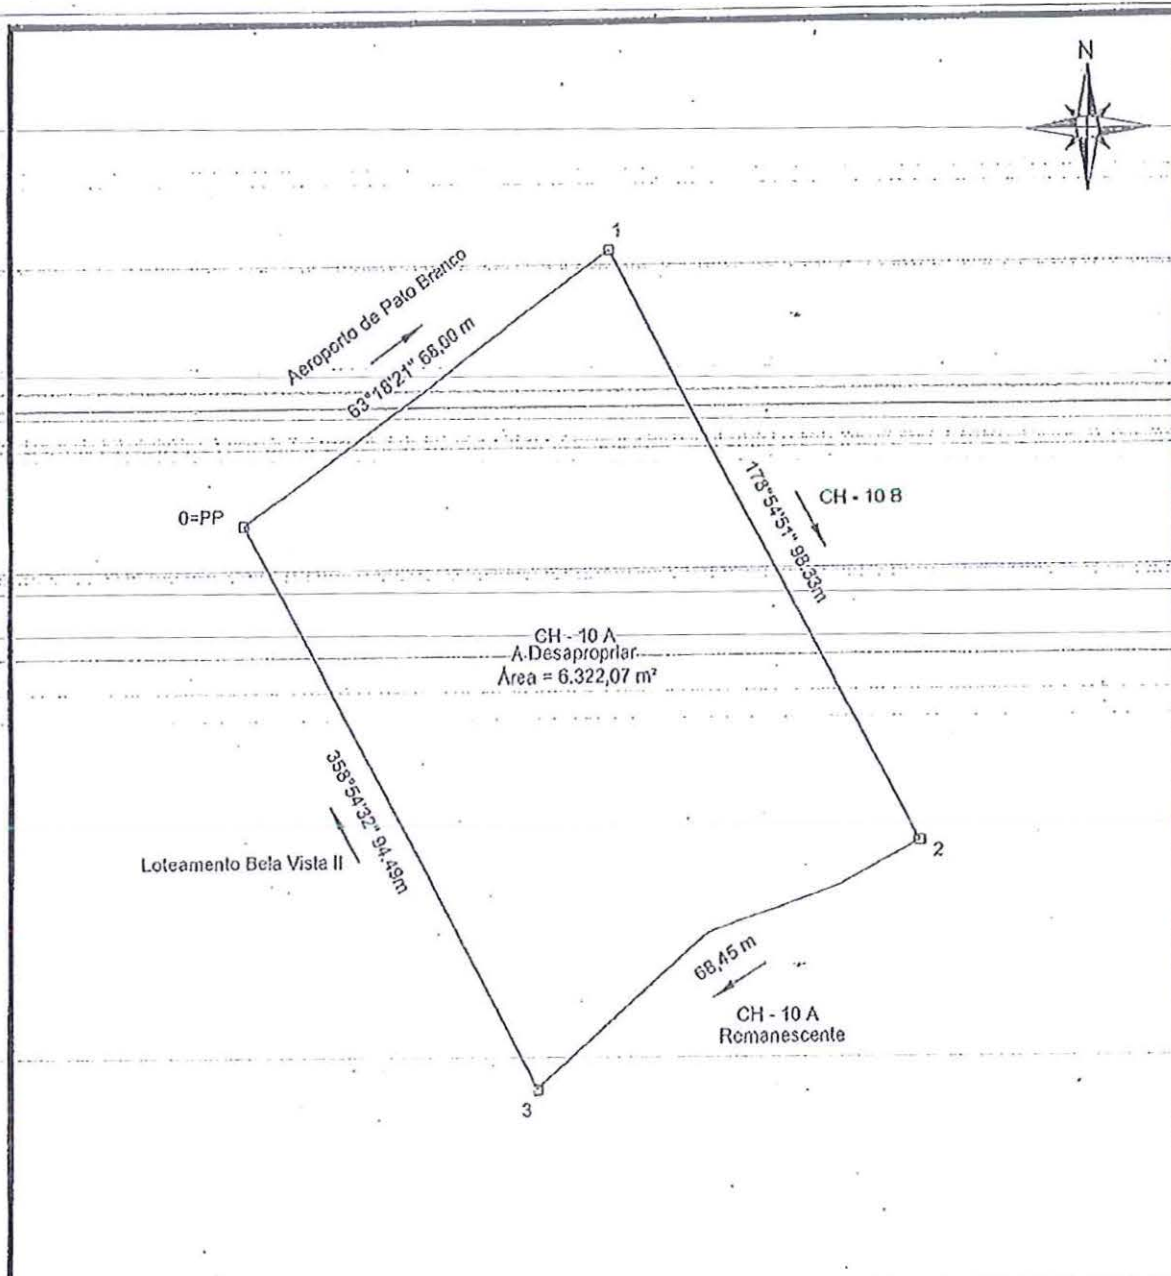 N
1
Aeroporto de Pato Branco
63°18'21" 68,00 m
0=PP
178°54'51" 98.33m
CH - 10 B
CH - 10 A
A Desapropriar
Área = 6.322,07 m²
358°54'32" 94.49m
Loteamento Bela Vista II
2
68,45 m
CH - 10 A
Remanescente
3